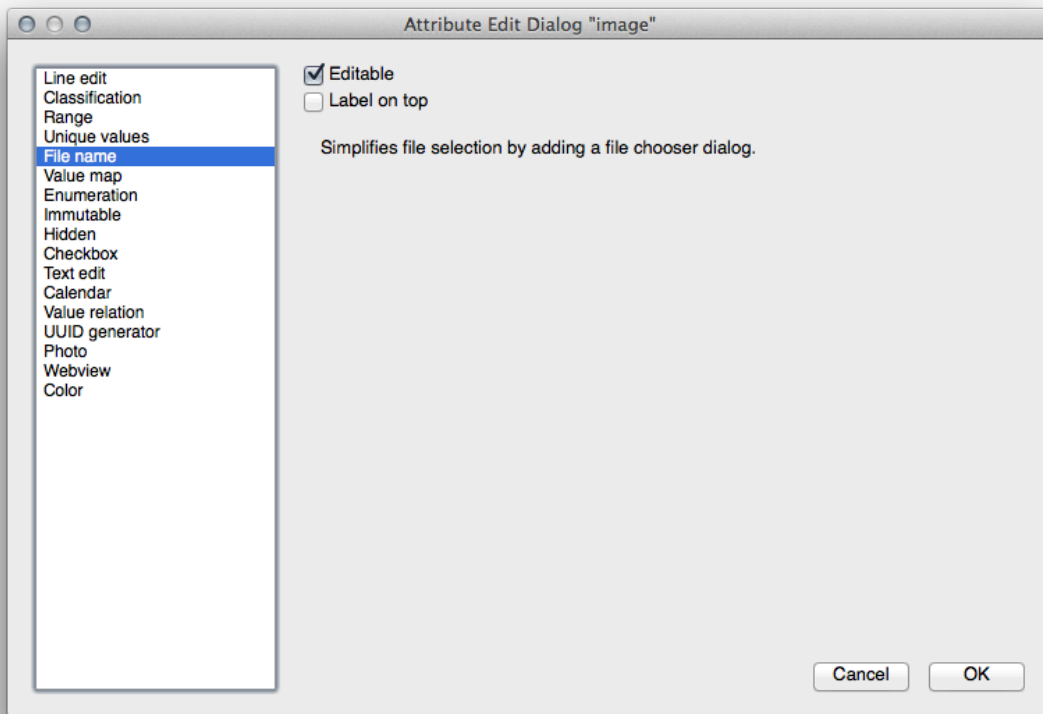 Attribute Edit Dialog "image"
Line edit
Classification
Range
Unique values
File name
Value map
Enumeration
Immutable
Hidden
Checkbox
Text edit
Calendar
Value relation
UUID generator
Photo
Webview
Color
Editable
Label on top
Simplifies file selection by adding a file chooser dialog.
Cancel
OK